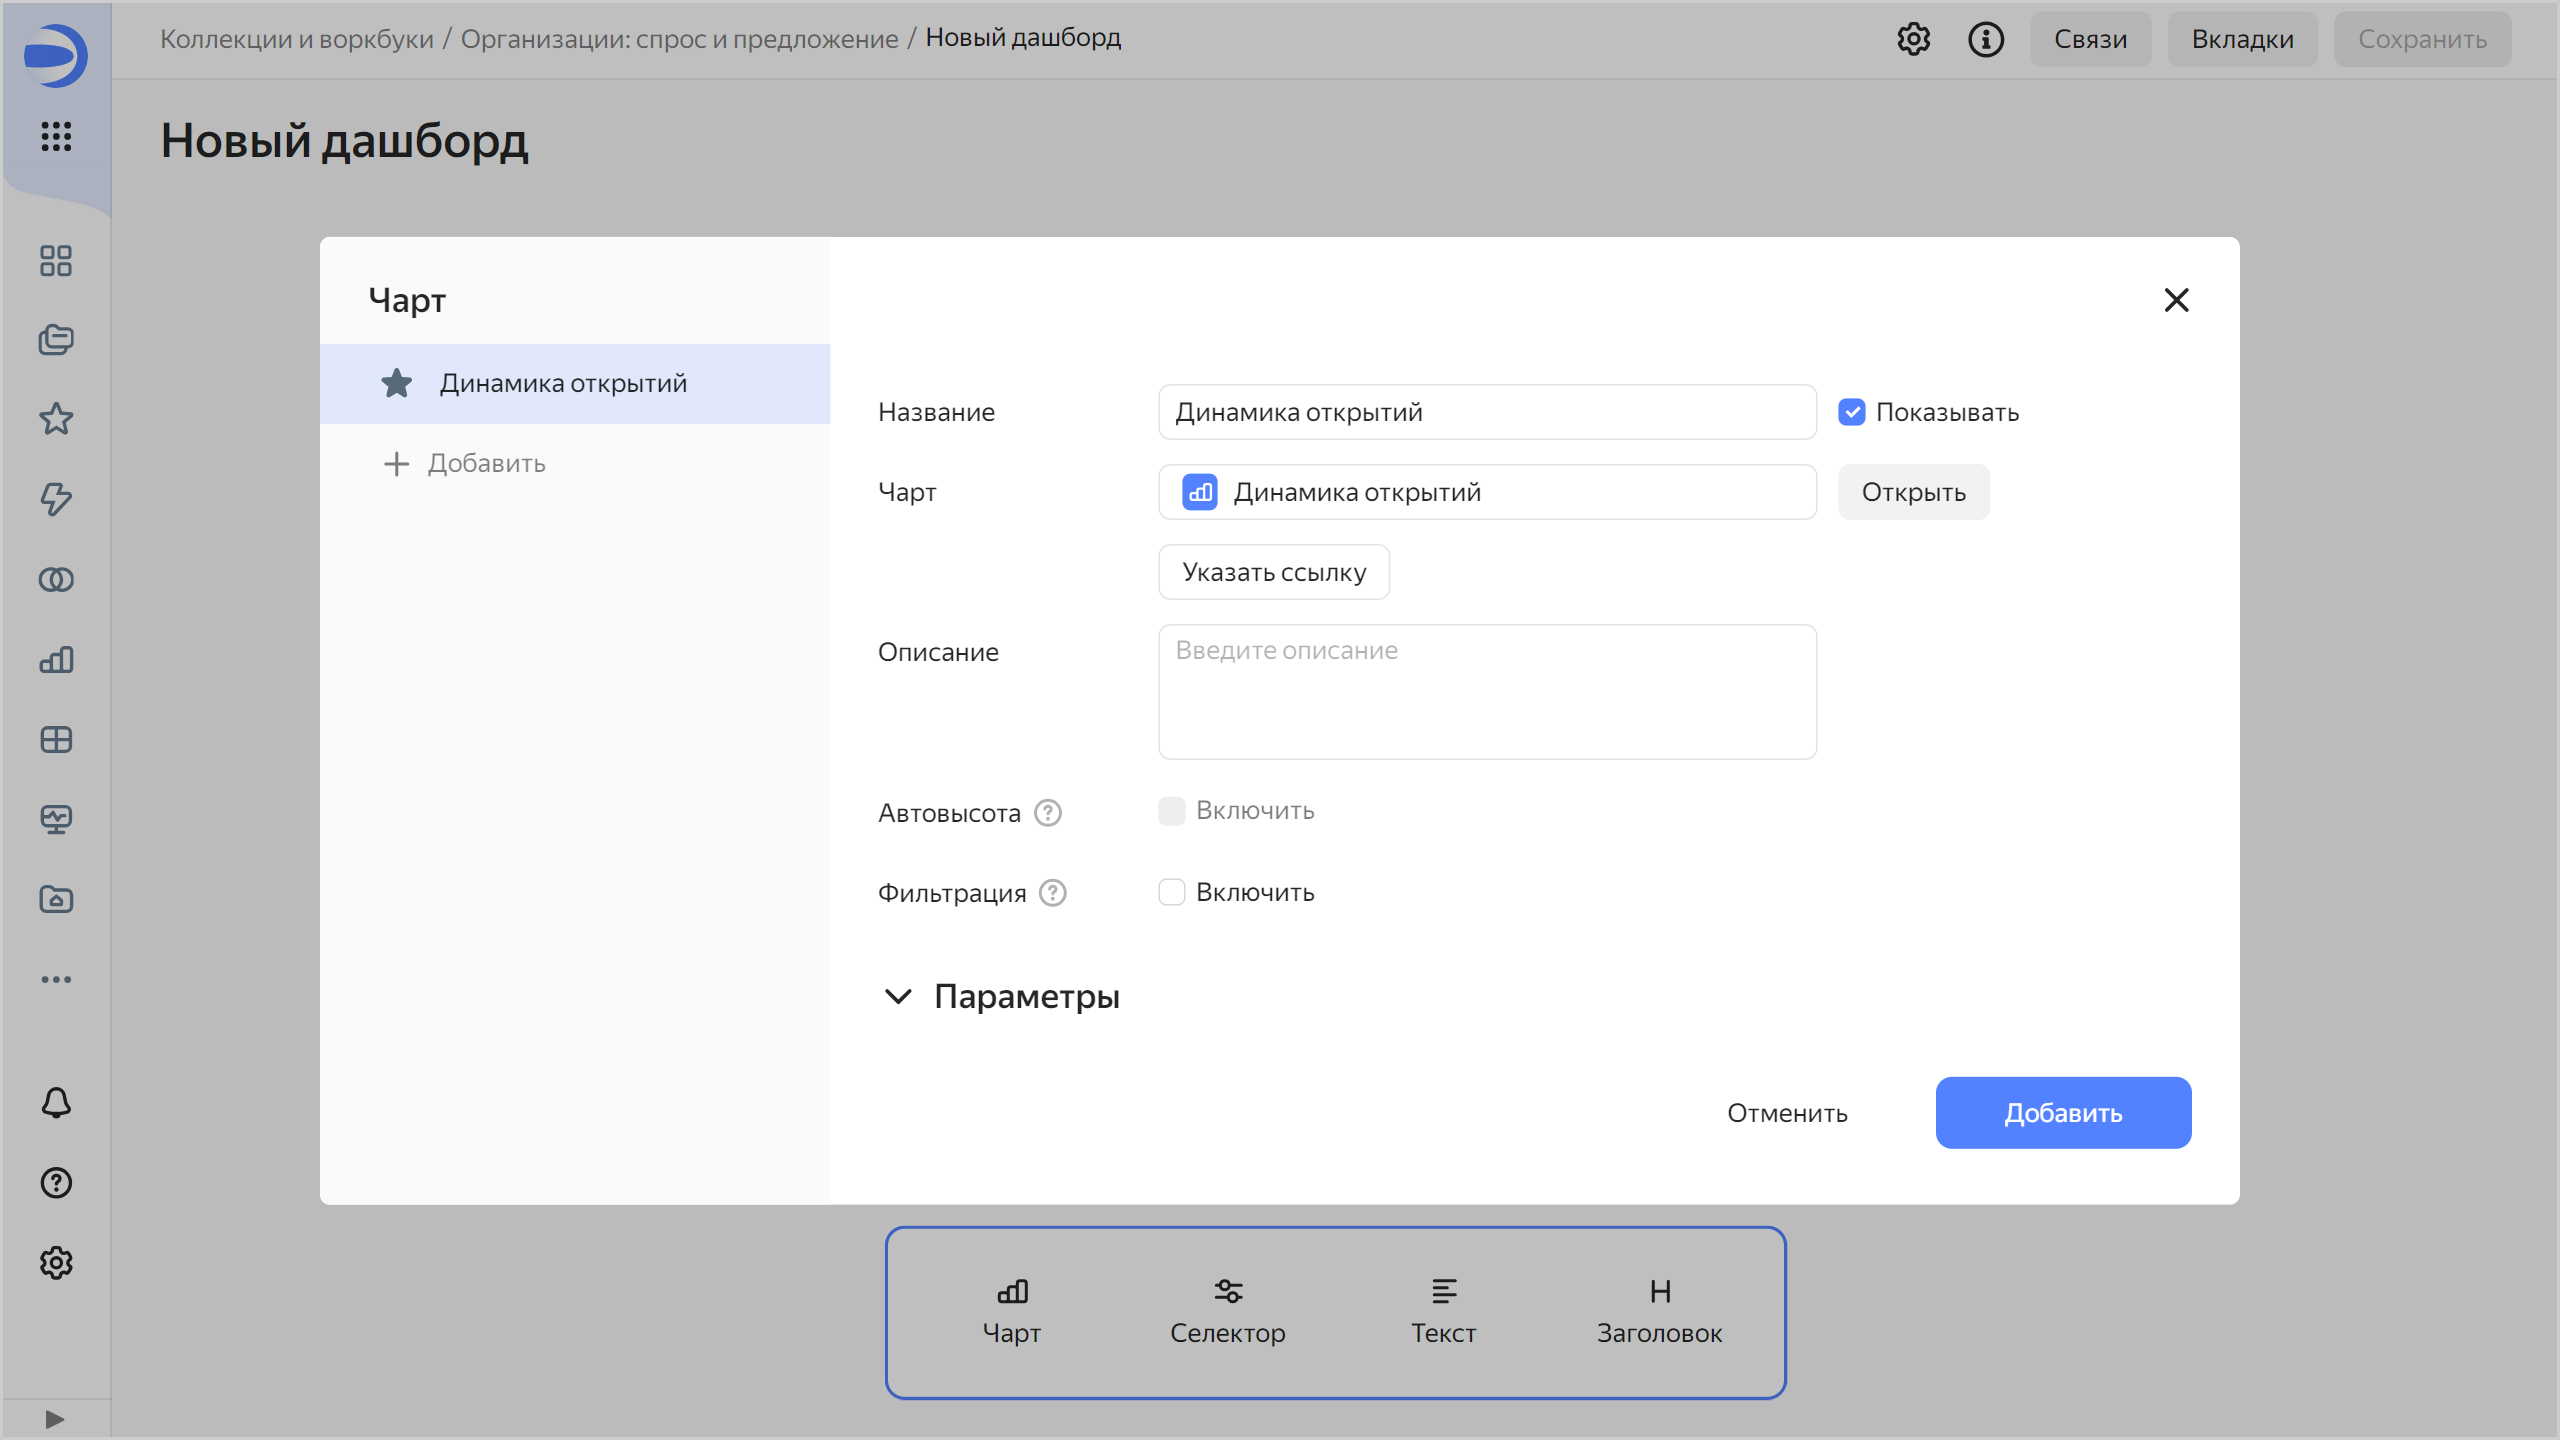 Коллекции и воркбуки / Организации: спрос и предложение / Новый дашборд
Связи
Вкладки
Сохранить
Новый дашборд
Чарт
Динамика открытий
Добавить
Название
Динамика открытий
Показывать
Чарт
Динамика открытий
Открыть
Указать ссылку
Описание
Введите описание
Автовысота
Включить
Фильтрация
Включить
Параметры
Отменить
Добавить
Чарт
Селектор
Текст
H
Заголовок